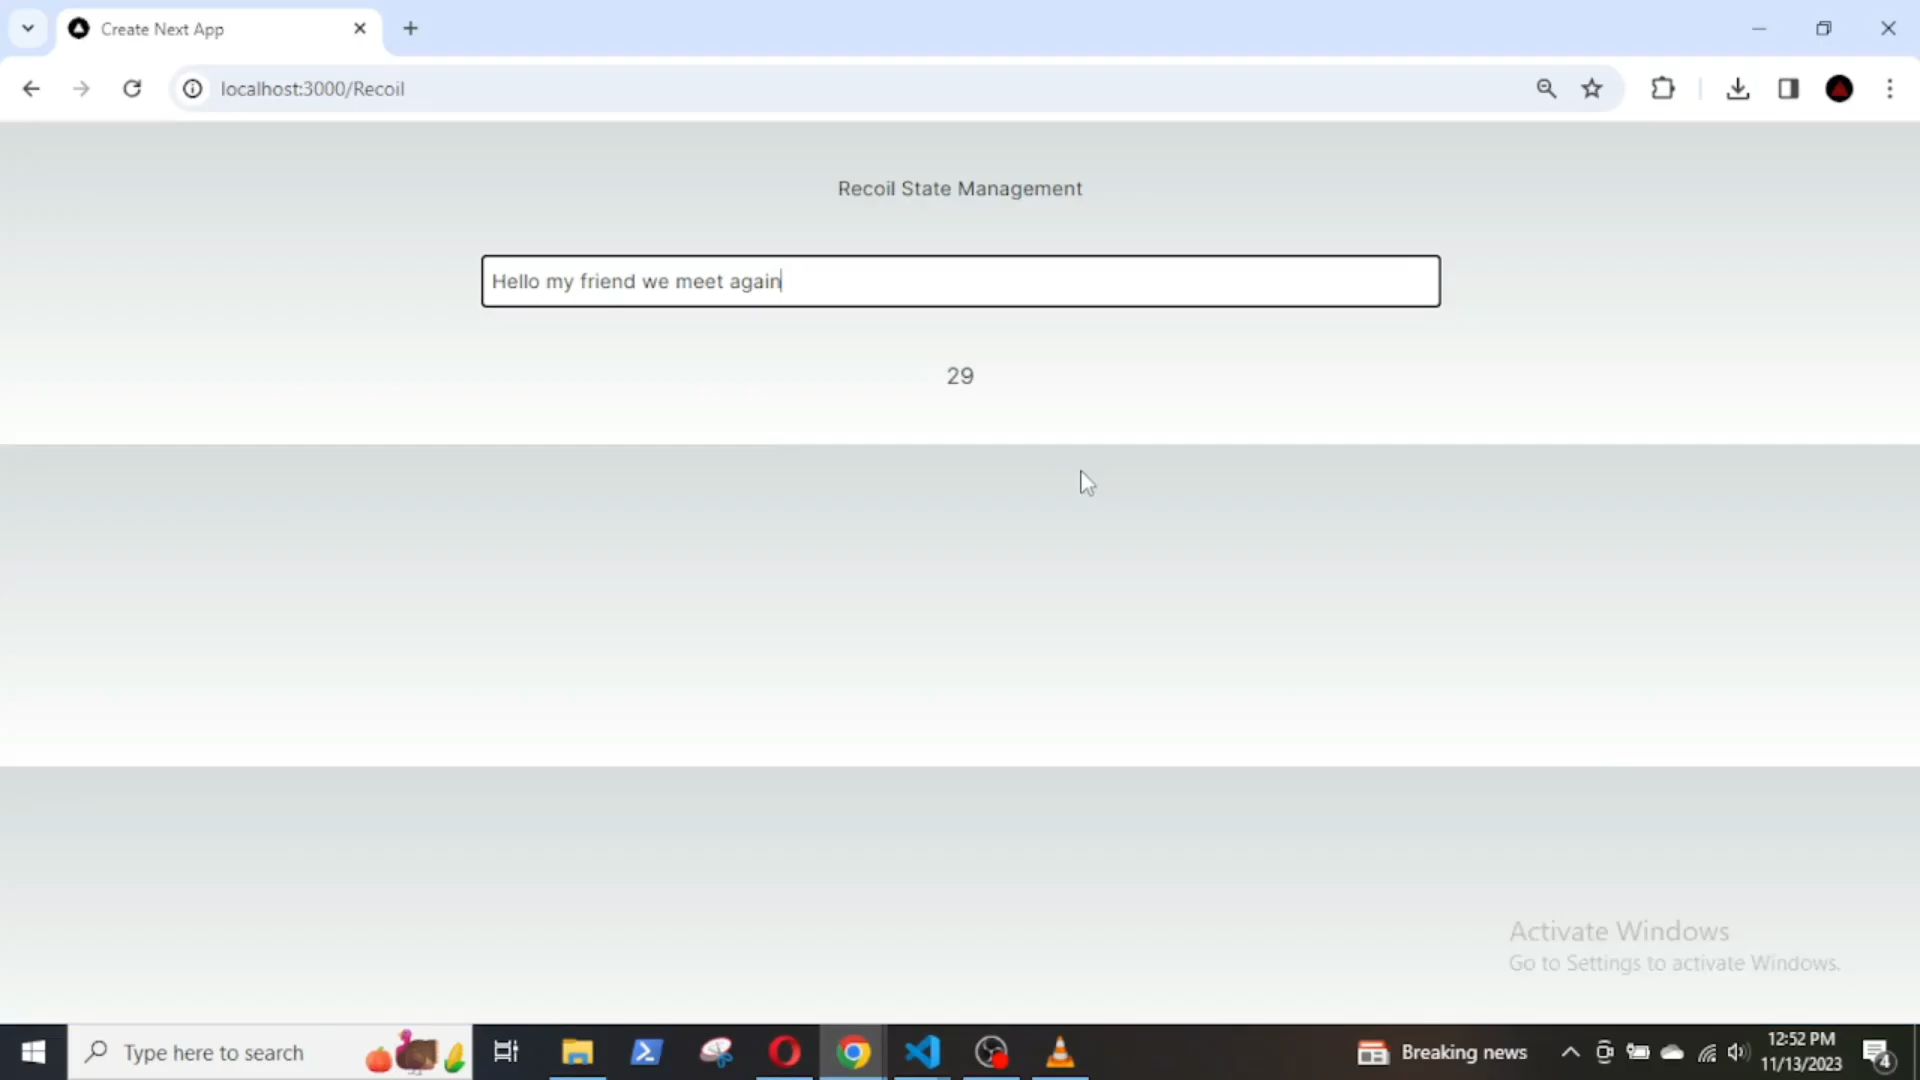 Create Next App
localhost:3000/Recoil
Recoil State Management
Hello my friend we meet again
29
Activate Windows
Go to Settings to activate Windows.
Type here to search
Breaking news
12:52 PM
11/13/2023
4